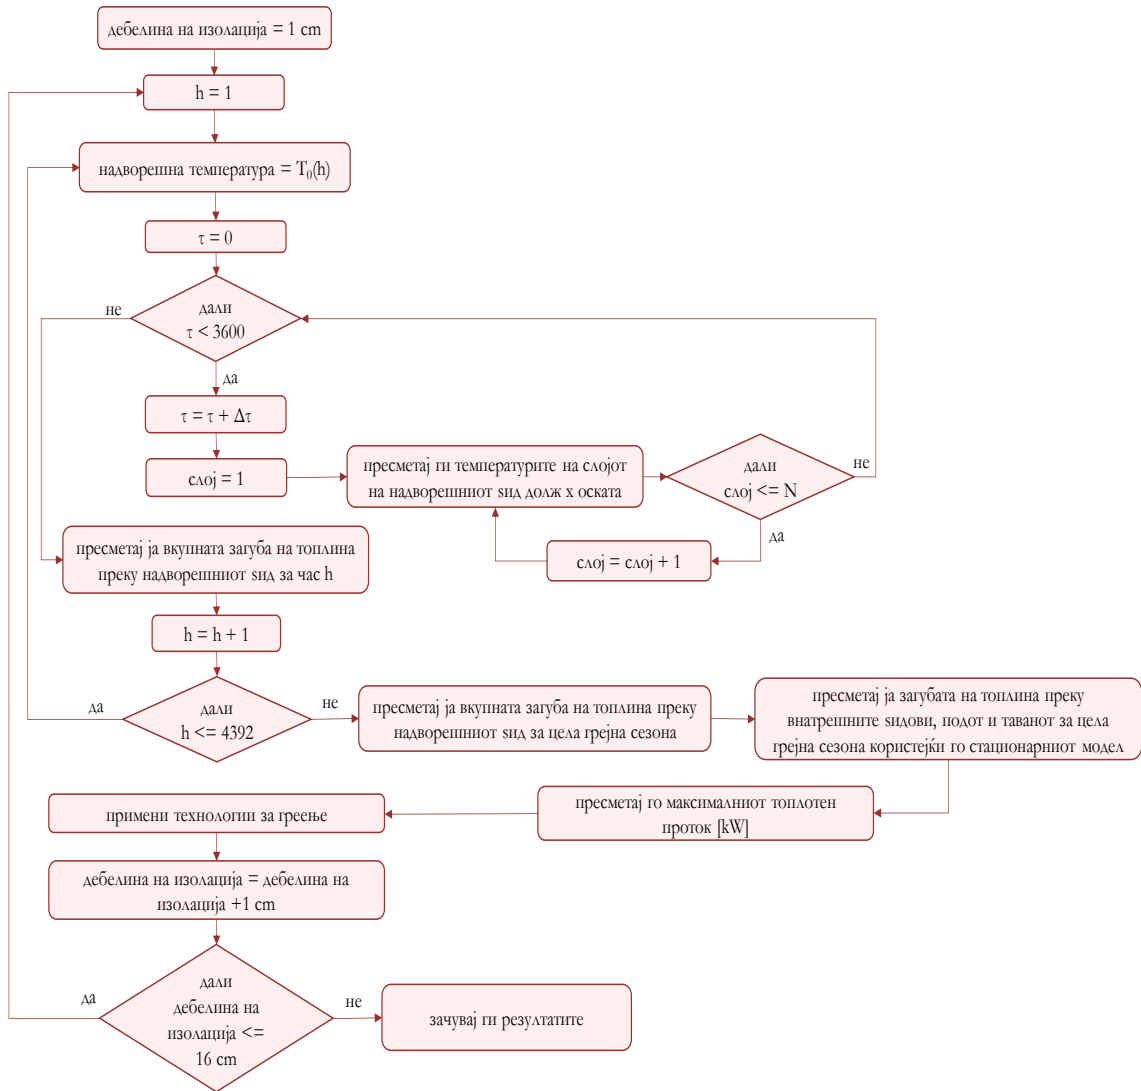 дебелина на изолација = 1 cm
h = 1
надворешна температура = T₀(h)
τ = 0
дали
τ < 3600
не
да
τ = τ + Δτ
слој = 1
пресметај ги температурите на слојот
на надворешниот ѕид долж x оската
дали
слој <= N
не
да
слој = слој + 1
пресметај ја вкупната загуба на топлина
преку надворешниот ѕид за час h
h = h + 1
дали
h <= 4392
да
не
пресметај ја вкупната загуба на топлина преку
надворешниот ѕид за цела грејна сезона
пресметај ја загубата на топлина преку
внатрешните ѕидови, подот и таванот за цела
грејна сезона користејќи го стационарниот модел
пресметај го максималниот топлотен
проток [kW]
примени технологии за греење
дебелина на изолација = дебелина на
изолација +1 cm
дали
дебелина на
изолација <=
16 cm
да
не
зачувај ги резултатите